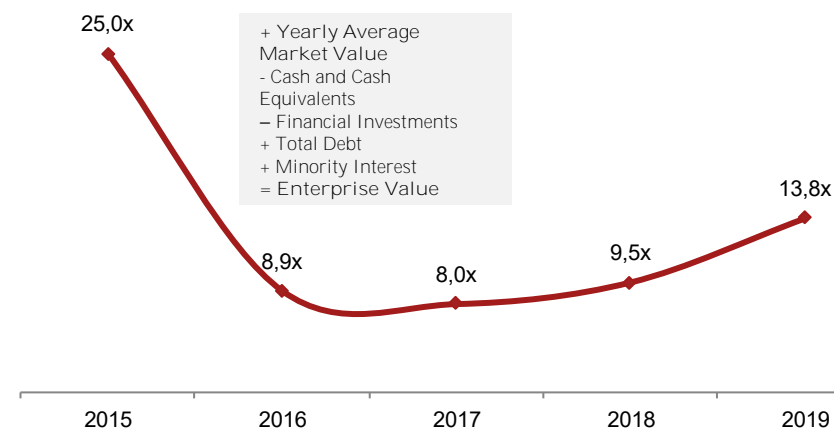 25,0x
+ Yearly Average
Market Value
- Cash and Cash
Equivalents
– Financial Investments
+ Total Debt
+ Minority Interest
= Enterprise Value
13,8x
8,9x
8,0x
9,5x
2015 2016 2017 2018 2019